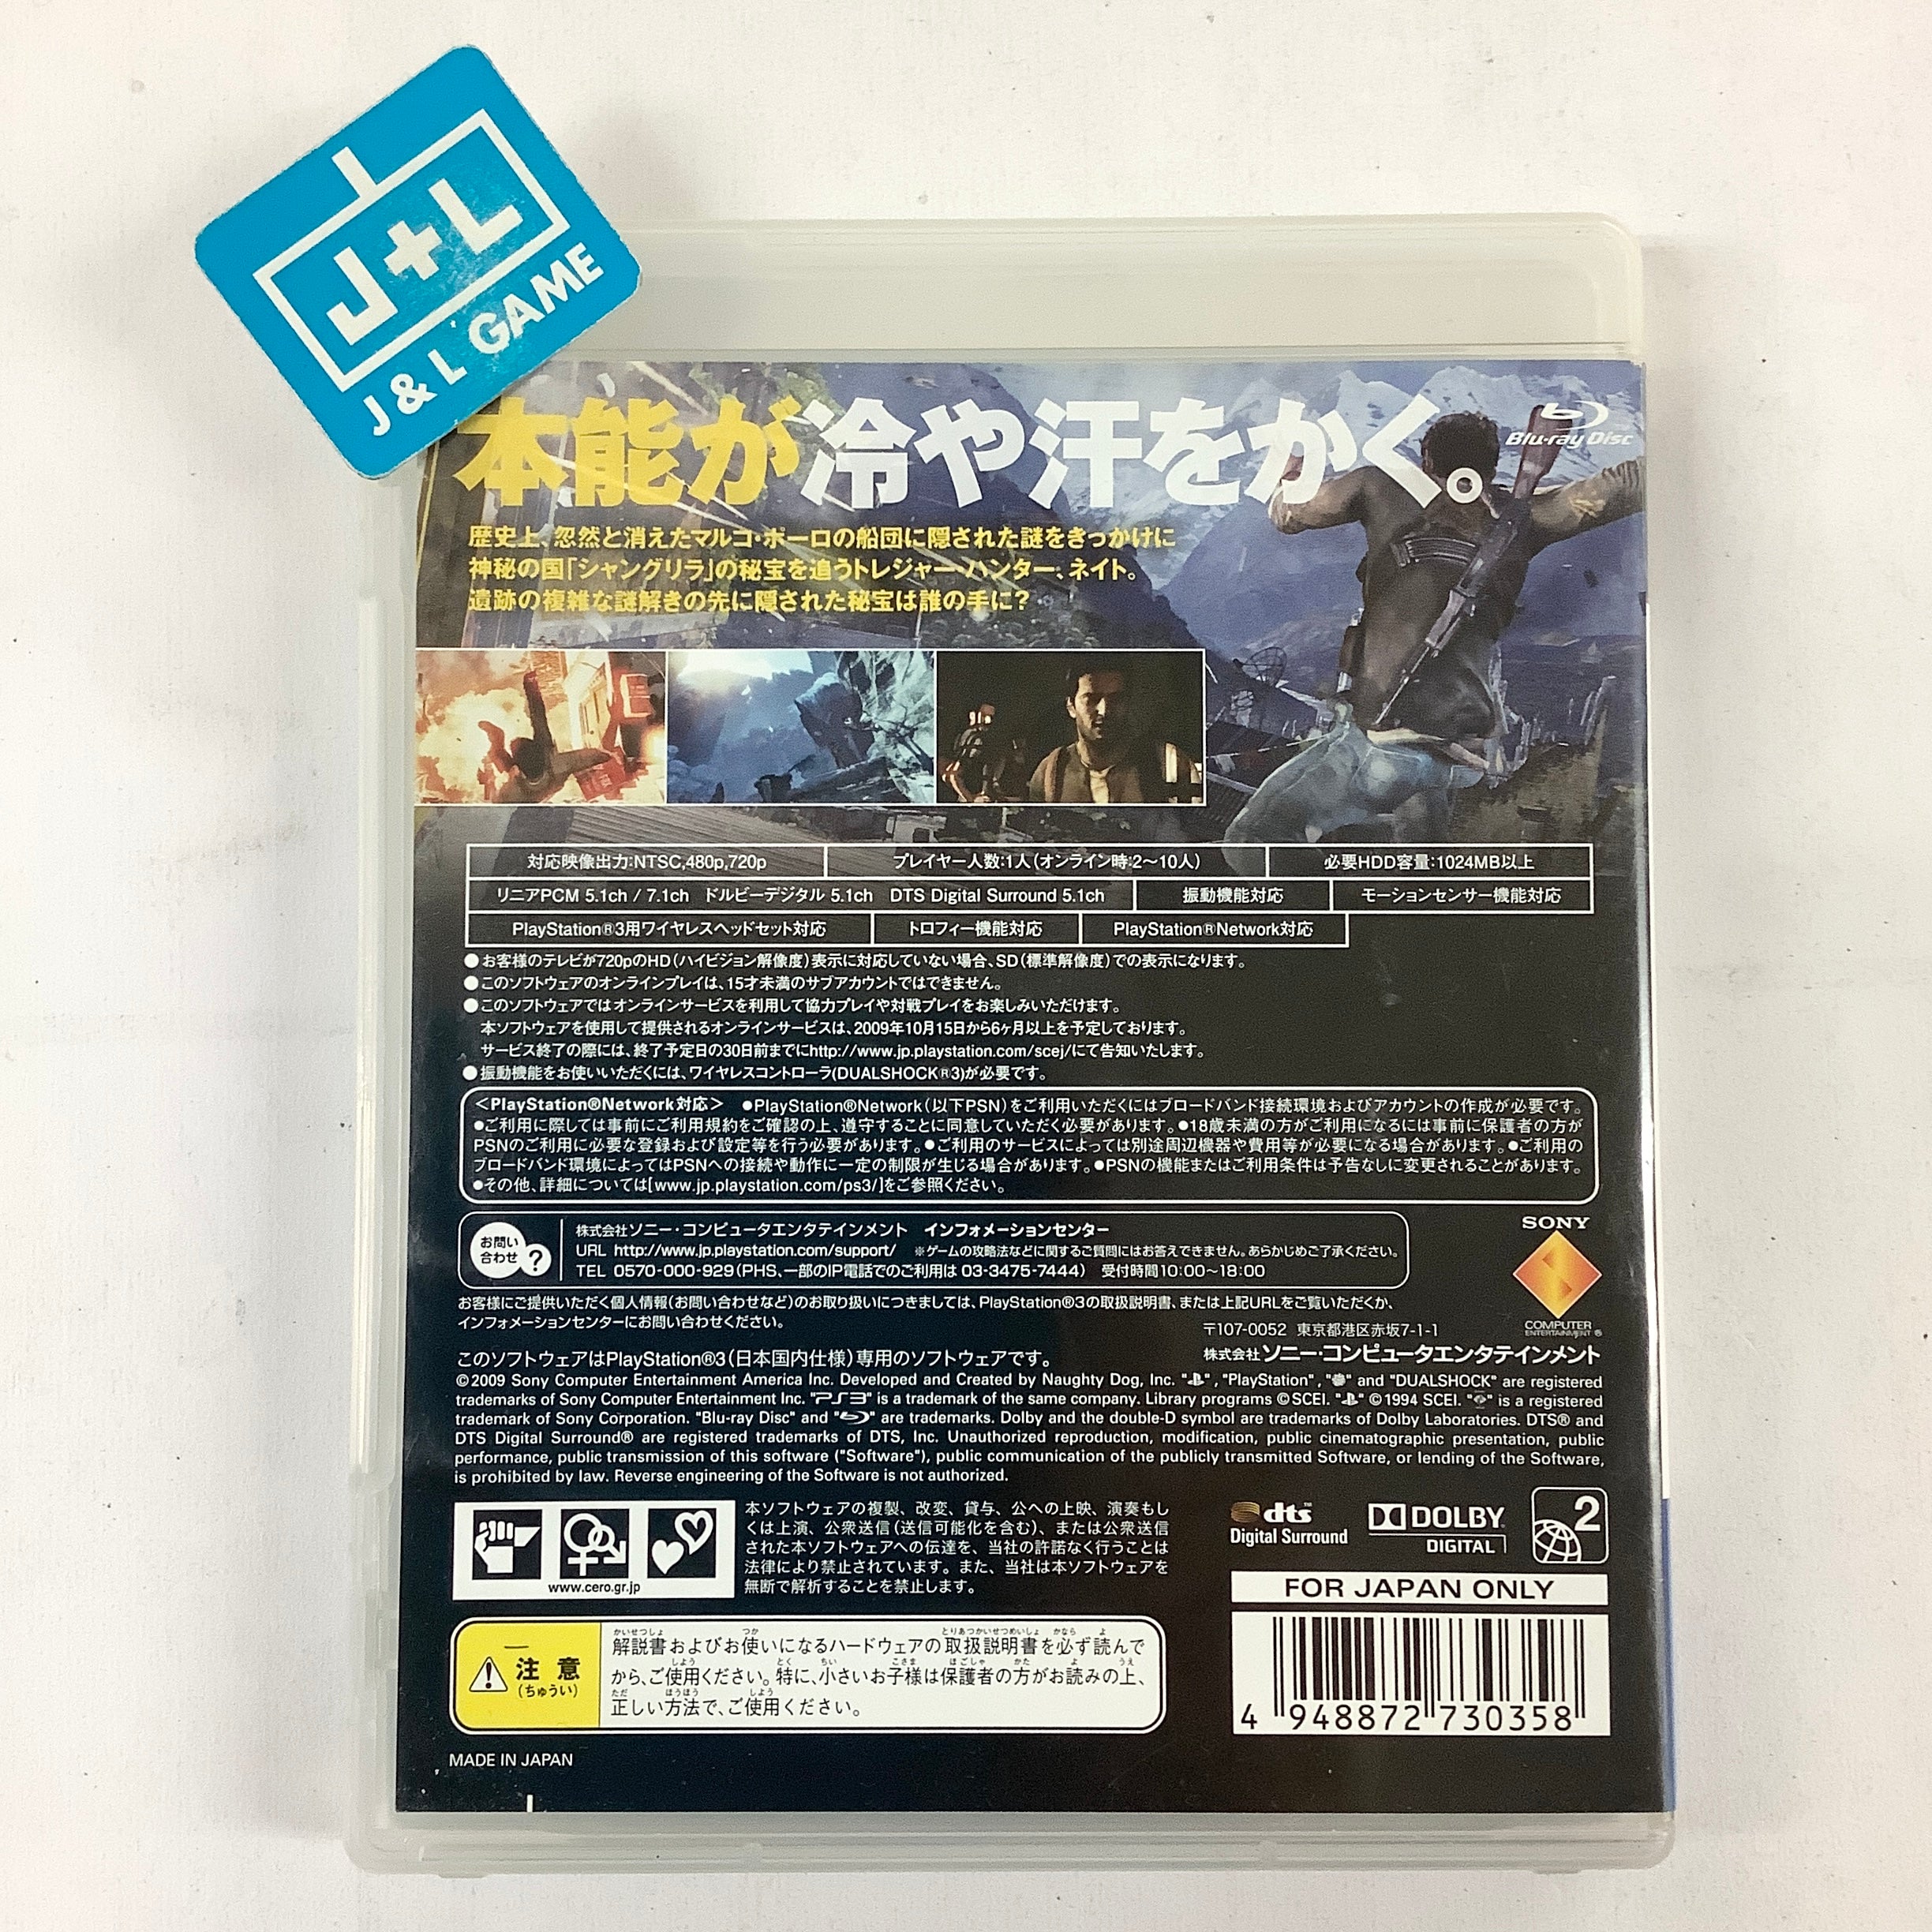 J+L
J & L GAME
本能が冷や汗をかく。
Blu-ray Disc
歴史上、忽然と消えたマルコ・ポーロの船団に隠された謎をきっかけに
神秘の国「シャングリラ」の秘宝を追うトレジャー・ハンター、ネイト。
遺跡の複雑な謎解きの先に隠された秘宝は誰の手に?
対応映像出力:NTSC,480p,720p プレイヤー人数:1人(オンライン時:2〜10人) 必要HDD容量:1024MB以上
リニアPCM 5.1ch / 7.1ch ドルビーデジタル 5.1ch DTS Digital Surround 5.1ch 振動機能対応 モーションセンサー機能対応
PlayStation®3用ワイヤレスヘッドセット対応 トロフィー機能対応 PlayStation®Network対応
●お客様のテレビが720pのHD(ハイビジョン解像度)表示に対応していない場合、SD(標準解像度)での表示になります。
●このソフトウェアのオンラインプレイは、15才未満のサブアカウントではできません。
●このソフトウェアではオンラインサービスを利用して協力プレイや対戦プレイをお楽しみいただけます。
本ソフトウェアを使用して提供されるオンラインサービスは、2009年10月15日から6ヶ月以上を予定しております。
サービス終了の際には、終了予定日の30日前までにhttp://www.jp.playstation.com/scej/にて告知いたします。
●振動機能をお使いいただくには、ワイヤレスコントローラ(DUALSHOCK®3)が必要です。
<PlayStation®Network対応> ●PlayStation®Network(以下PSN)をご利用いただくにはブロードバンド接続環境およびアカウントの作成が必要です。
●ご利用に際しては事前にご利用規約をご確認の上、遵守することに同意していただく必要があります。●18歳未満の方がご利用になるには事前に保護者の方が
PSNのご利用に必要な登録および設定等を行う必要があります。●ご利用のサービスによっては別途周辺機器や費用等が必要になる場合があります。●ご利用の
ブロードバンド環境によってはPSNへの接続や動作に一定の制限が生じる場合があります。●PSNの機能またはご利用条件は予告なしに変更されることがあります。
●その他、詳細については[www.jp.playstation.com/ps3/]をご参照ください。
お問い
合わせ ?
株式会社ソニー・コンピュータエンタテインメント インフォメーションセンター
URL http://www.jp.playstation.com/support/ ※ゲームの攻略法などに関するご質問にはお答えできません。あらかじめご了承ください。
TEL 0570-000-929(PHS、一部のIP電話でのご利用は 03-3475-7444) 受付時間10:00〜18:00
SONY
COMPUTER
ENTERTAINMENT ®
お客様にご提供いただく個人情報(お問い合わせなど)のお取り扱いにつきましては、PlayStation®3の取扱説明書、または上記URLをご覧いただくか、
インフォメーションセンターにお問い合わせください。
〒107-0052 東京都港区赤坂7-1-1
株式会社ソニー・コンピュータエンタテインメント
このソフトウェアはPlayStation®3(日本国内仕様)専用のソフトウェアです。
©2009 Sony Computer Entertainment America Inc. Developed and Created by Naughty Dog, Inc. "", "PlayStation", "" and "DUALSHOCK" are registered
trademarks of Sony Computer Entertainment Inc. "PS3" is a trademark of the same company. Library programs ©SCEI. "" ©1994 SCEI. "" is a registered
trademark of Sony Corporation. "Blu-ray Disc" and "" are trademarks. Dolby and the double-D symbol are trademarks of Dolby Laboratories. DTS® and
DTS Digital Surround® are registered trademarks of DTS, Inc. Unauthorized reproduction, modification, public cinematographic presentation, public
performance, public transmission of this software ("Software"), public communication of the publicly transmitted Software, or lending of the Software,
is prohibited by law. Reverse engineering of the Software is not authorized.
www.cero.gr.jp
本ソフトウェアの複製、改変、貸与、公への上映、演奏もし
くは上演、公衆送信(送信可能化を含む)、または公衆送信
された本ソフトウェアへの伝達を、当社の許諾なく行うことは
法律により禁止されています。また、当社は本ソフトウェアを
無断で解析することを禁止します。
dts™
Digital Surround
DOLBY
DIGITAL
2
FOR JAPAN ONLY
4 948872 730358
注意
(ちゅうい)
解説書およびお使いになるハードウェアの取扱説明書を必ず読んで
から、ご使用ください。特に、小さいお子様は保護者の方がお読みの上、
正しい方法で、ご使用ください。
MADE IN JAPAN